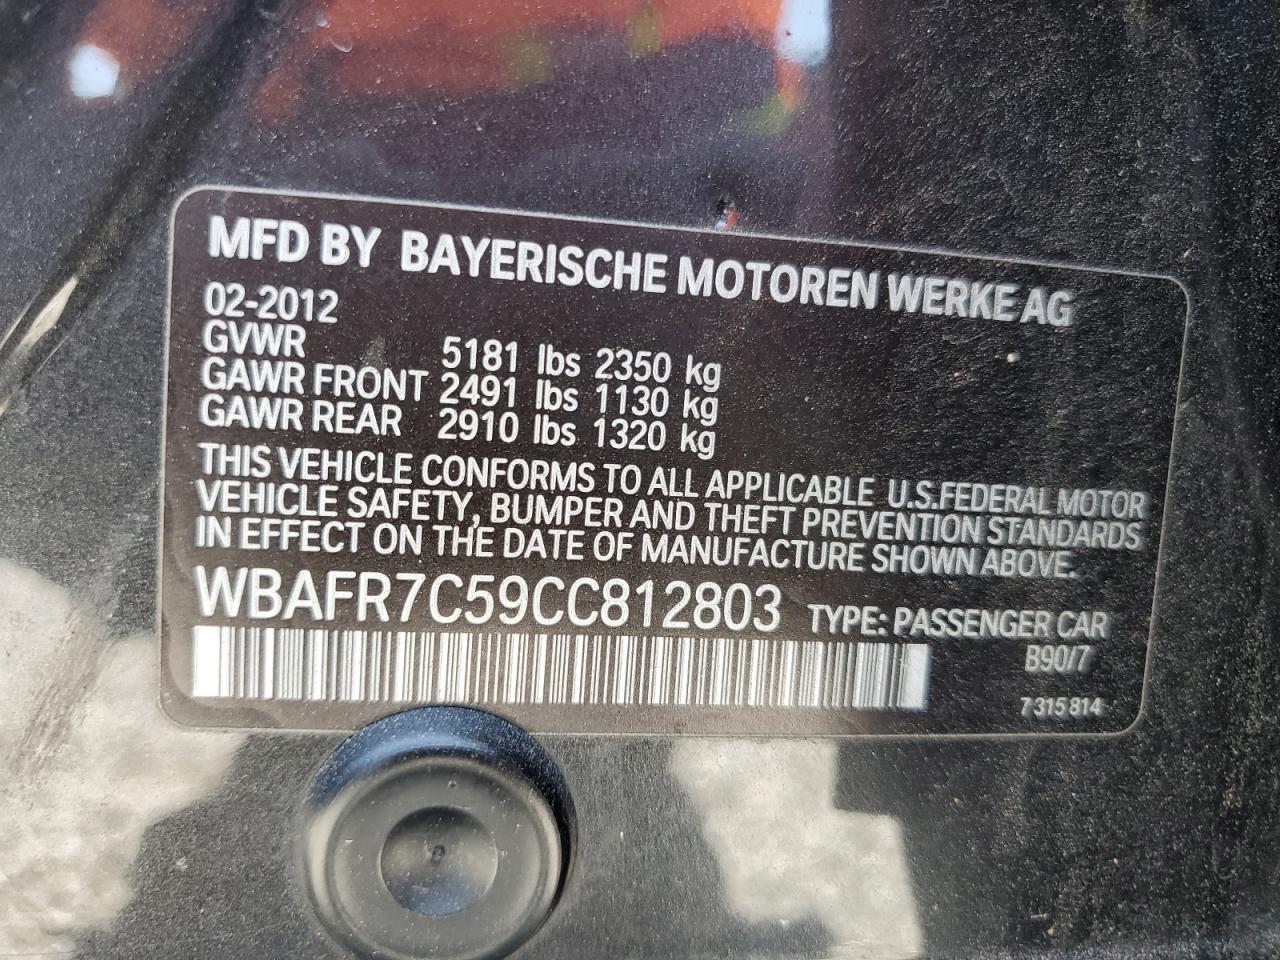 MFD BY BAYERISCHE MOTOREN WERKE AG
02-2012
GVWR 5181 lbs 2350 kg
GAWR FRONT 2491 lbs 1130 kg
GAWR REAR 2910 lbs 1320 kg
THIS VEHICLE CONFORMS TO ALL APPLICABLE U.S.FEDERAL MOTOR
VEHICLE SAFETY, BUMPER AND THEFT PREVENTION STANDARDS
IN EFFECT ON THE DATE OF MANUFACTURE SHOWN ABOVE.
WBAFR7C59CC812803 TYPE: PASSENGER CAR
B90/7
7 315 814